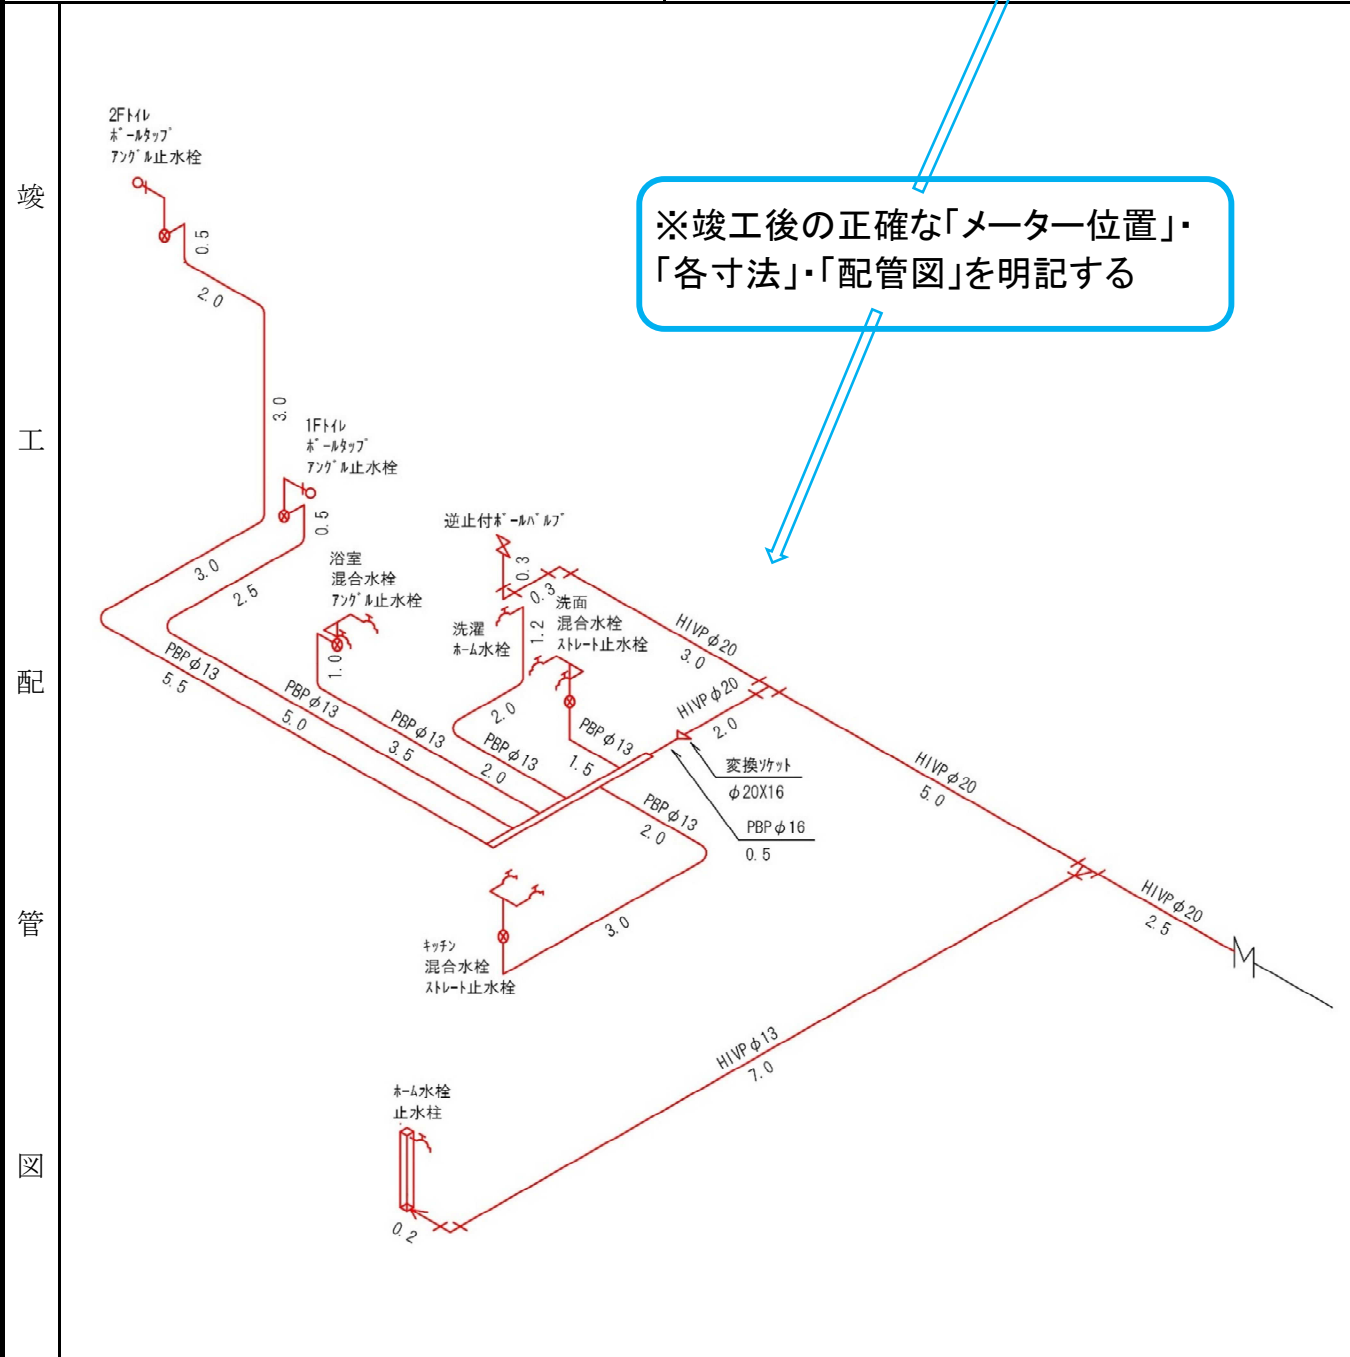 竣
工
配
管
図
※竣工後の正確な「メーター位置」・
「各寸法」・「配管図」を明記する
2Fﾄｲﾚ
ﾎﾞｰﾙﾀｯﾌﾟ
ｱﾝｸﾞﾙ止水栓
0.5
2.0
3.0
1Fﾄｲﾚ
ﾎﾞｰﾙﾀｯﾌﾟ
ｱﾝｸﾞﾙ止水栓
0.5
3.0
2.5
浴室
混合水栓
ｱﾝｸﾞﾙ止水栓
1.0
逆止付ﾎﾞｰﾙﾊﾞﾙﾌﾞ
0.3
0.3
洗濯
ﾎｰﾑ水栓
1.2
洗面
混合水栓
ｽﾄﾚｰﾄ止水栓
HIVPφ20
3.0
PBPφ13
5.5
PBPφ13
5.0
PBPφ13
3.5
2.0
PBPφ13
2.0
PBPφ13
1.5
HIVPφ20
2.0
変換ｿｹｯﾄ
φ20X16
PBPφ16
0.5
PBPφ13
2.0
3.0
HIVPφ20
5.0
HIVPφ20
2.5
M
ｷｯﾁﾝ
混合水栓
ｽﾄﾚｰﾄ止水栓
HIVPφ13
7.0
ﾎｰﾑ水栓
止水柱
0.2